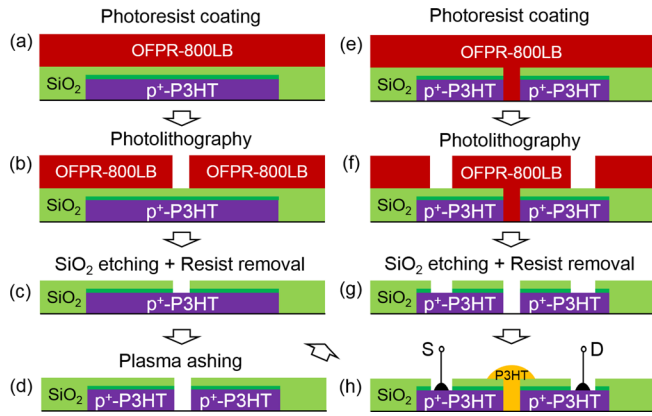 Photoresist coating
(a)
OFPR-800LB
SiO₂
p⁺-P3HT
Photolithography
(b)
OFPR-800LB OFPR-800LB
SiO₂
p⁺-P3HT
SiO₂ etching + Resist removal
(c)
SiO₂
p⁺-P3HT
Plasma ashing
(d)
SiO₂
p⁺-P3HT p⁺-P3HT
Photoresist coating
(e)
OFPR-800LB
SiO₂
p⁺-P3HT p⁺-P3HT
Photolithography
(f)
OFPR-800LB
SiO₂
p⁺-P3HT p⁺-P3HT
SiO₂ etching + Resist removal
(g)
SiO₂
p⁺-P3HT p⁺-P3HT
S D
P3HT
(h)
SiO₂
p⁺-P3HT p⁺-P3HT